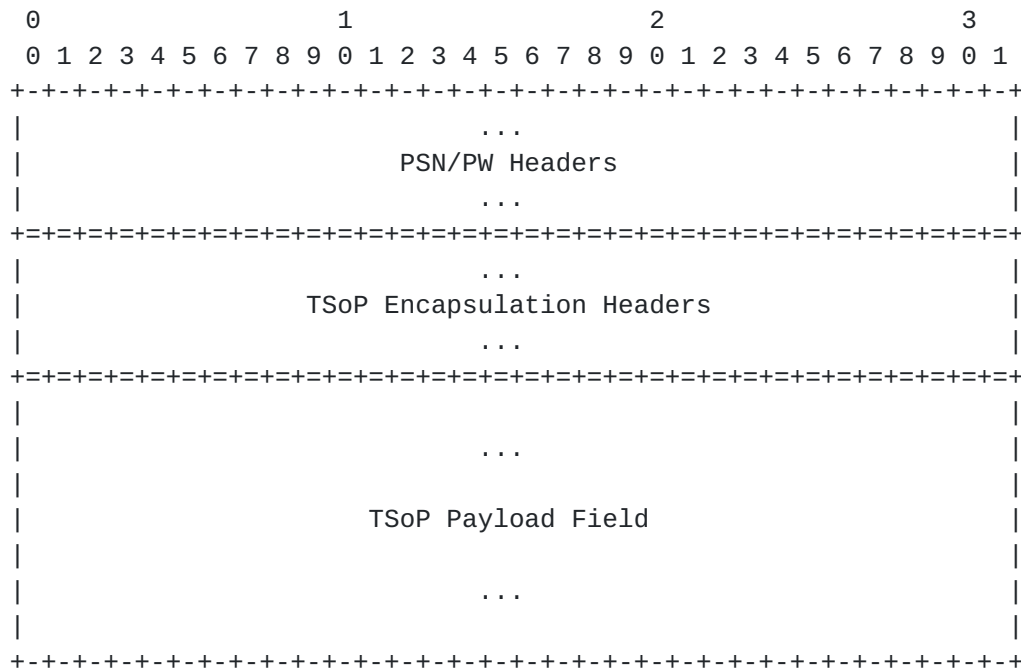 0                   1                   2                   3
 0 1 2 3 4 5 6 7 8 9 0 1 2 3 4 5 6 7 8 9 0 1 2 3 4 5 6 7 8 9 0 1
+-+-+-+-+-+-+-+-+-+-+-+-+-+-+-+-+-+-+-+-+-+-+-+-+-+-+-+-+-+-+-+-+
|                             ...                               |
|                        PSN/PW Headers                         |
|                             ...                               |
+=+=+=+=+=+=+=+=+=+=+=+=+=+=+=+=+=+=+=+=+=+=+=+=+=+=+=+=+=+=+=+=+
|                             ...                               |
|                  TSoP Encapsulation Headers                   |
|                             ...                               |
+=+=+=+=+=+=+=+=+=+=+=+=+=+=+=+=+=+=+=+=+=+=+=+=+=+=+=+=+=+=+=+=+
|                                                               |
|                             ...                               |
|                                                               |
|                      TSoP Payload Field                       |
|                                                               |
|                             ...                               |
|                                                               |
+-+-+-+-+-+-+-+-+-+-+-+-+-+-+-+-+-+-+-+-+-+-+-+-+-+-+-+-+-+-+-+-+